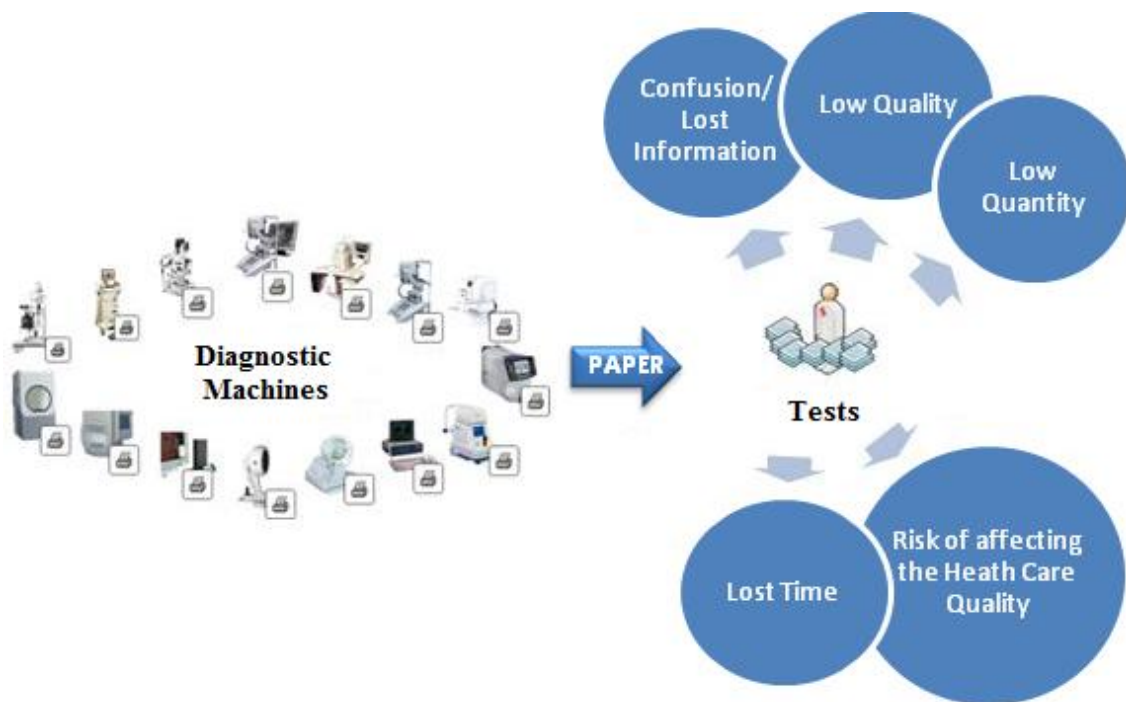 Confusion/
Lost
Information
Low Quality
Low
Quantity
Diagnostic
Machines
PAPER
Tests
Lost Time
Risk of affecting
the Heath Care
Quality